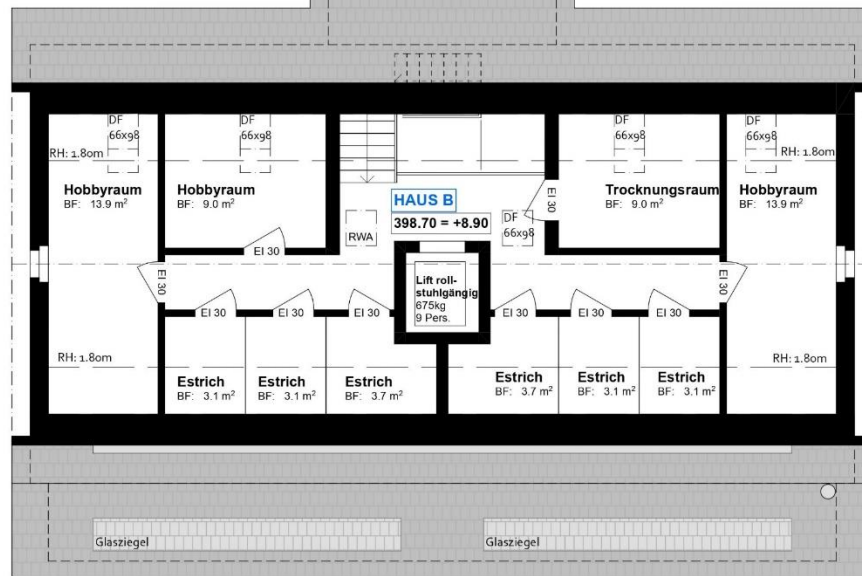 DF
66x98
DF
66x98
DF
66x98
DF
66x98
RH: 1.80m
RH: 1.80m
Hobbyraum
BF: 13.9 m²
Hobbyraum
BF: 9.0 m²
HAUS B
398.70 = +8.90
Trocknungsraum
BF: 9.0 m²
Hobbyraum
BF: 13.9 m²
EI 30
RWA
DF
66x98
EI 30
EI 30
EI 30
Lift roll-
stuhlgängig
675kg
9 Pers.
EI 30
EI 30
EI 30
EI 30
EI 30
EI 30
EI 30
RH: 1.80m
RH: 1.80m
Estrich
BF: 3.1 m²
Estrich
BF: 3.1 m²
Estrich
BF: 3.7 m²
Estrich
BF: 3.7 m²
Estrich
BF: 3.1 m²
Estrich
BF: 3.1 m²
Glasziegel
Glasziegel